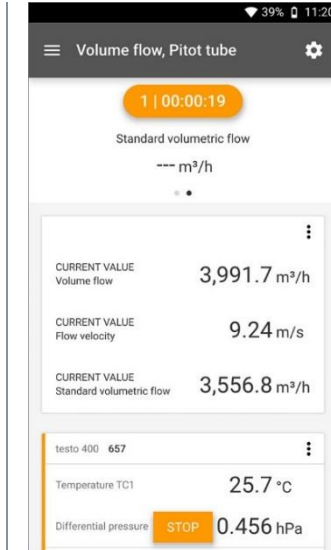 39% 11:20
Volume flow, Pitot tube
1 | 00:00:19
Standard volumetric flow
--- m³/h
CURRENT VALUE
Volume flow 3,991.7 m³/h
CURRENT VALUE
Flow velocity 9.24 m/s
CURRENT VALUE
Standard volumetric flow 3,556.8 m³/h
testo 400 657
Temperature TC1 25.7 °C
Differential pressure STOP 0.456 hPa